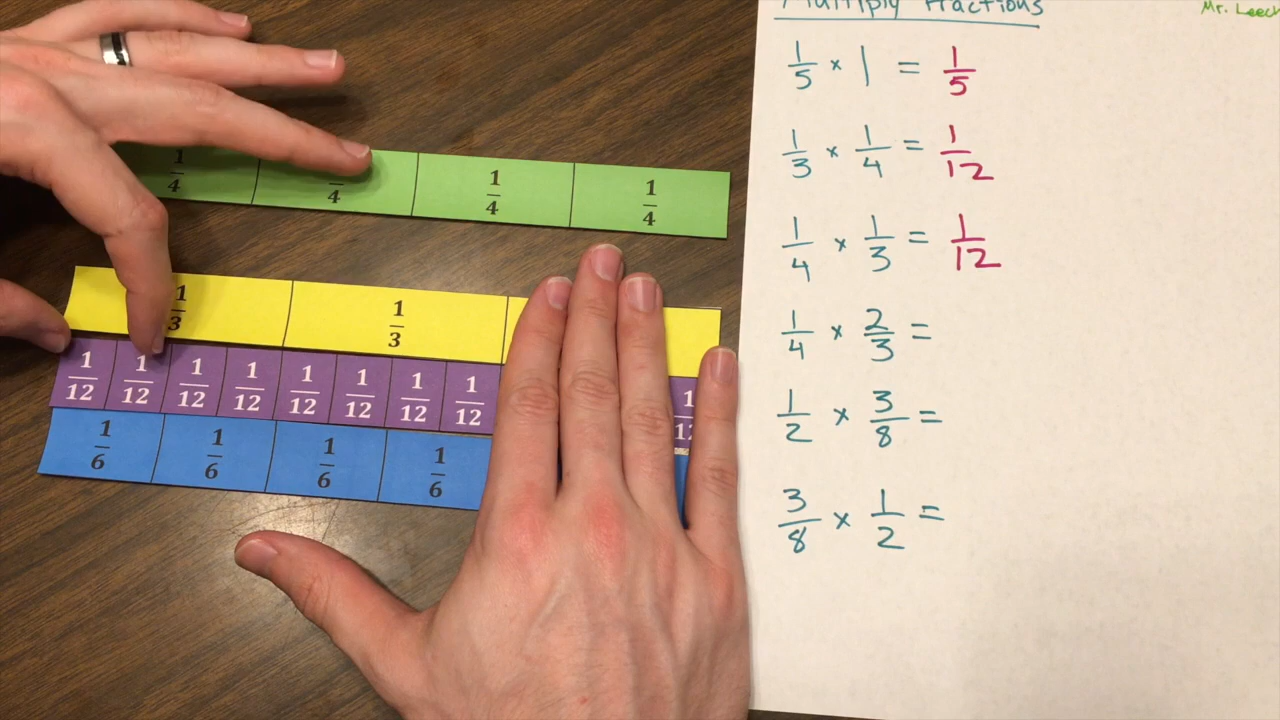 Multiply Fractions
Mr. Leech
1/5 × 1 = 1/5
1/3 × 1/4 = 1/12
1/4 × 1/3 = 1/12
1/4 × 2/3 =
1/2 × 3/8 =
3/8 × 1/2 =
1/4 /4 1/4 1/4
1/3 1/3
1/12 1/12 1/12 1/12 1/12 1/12 1/12 1/12 1/12
1/6 1/6 1/6 1/6